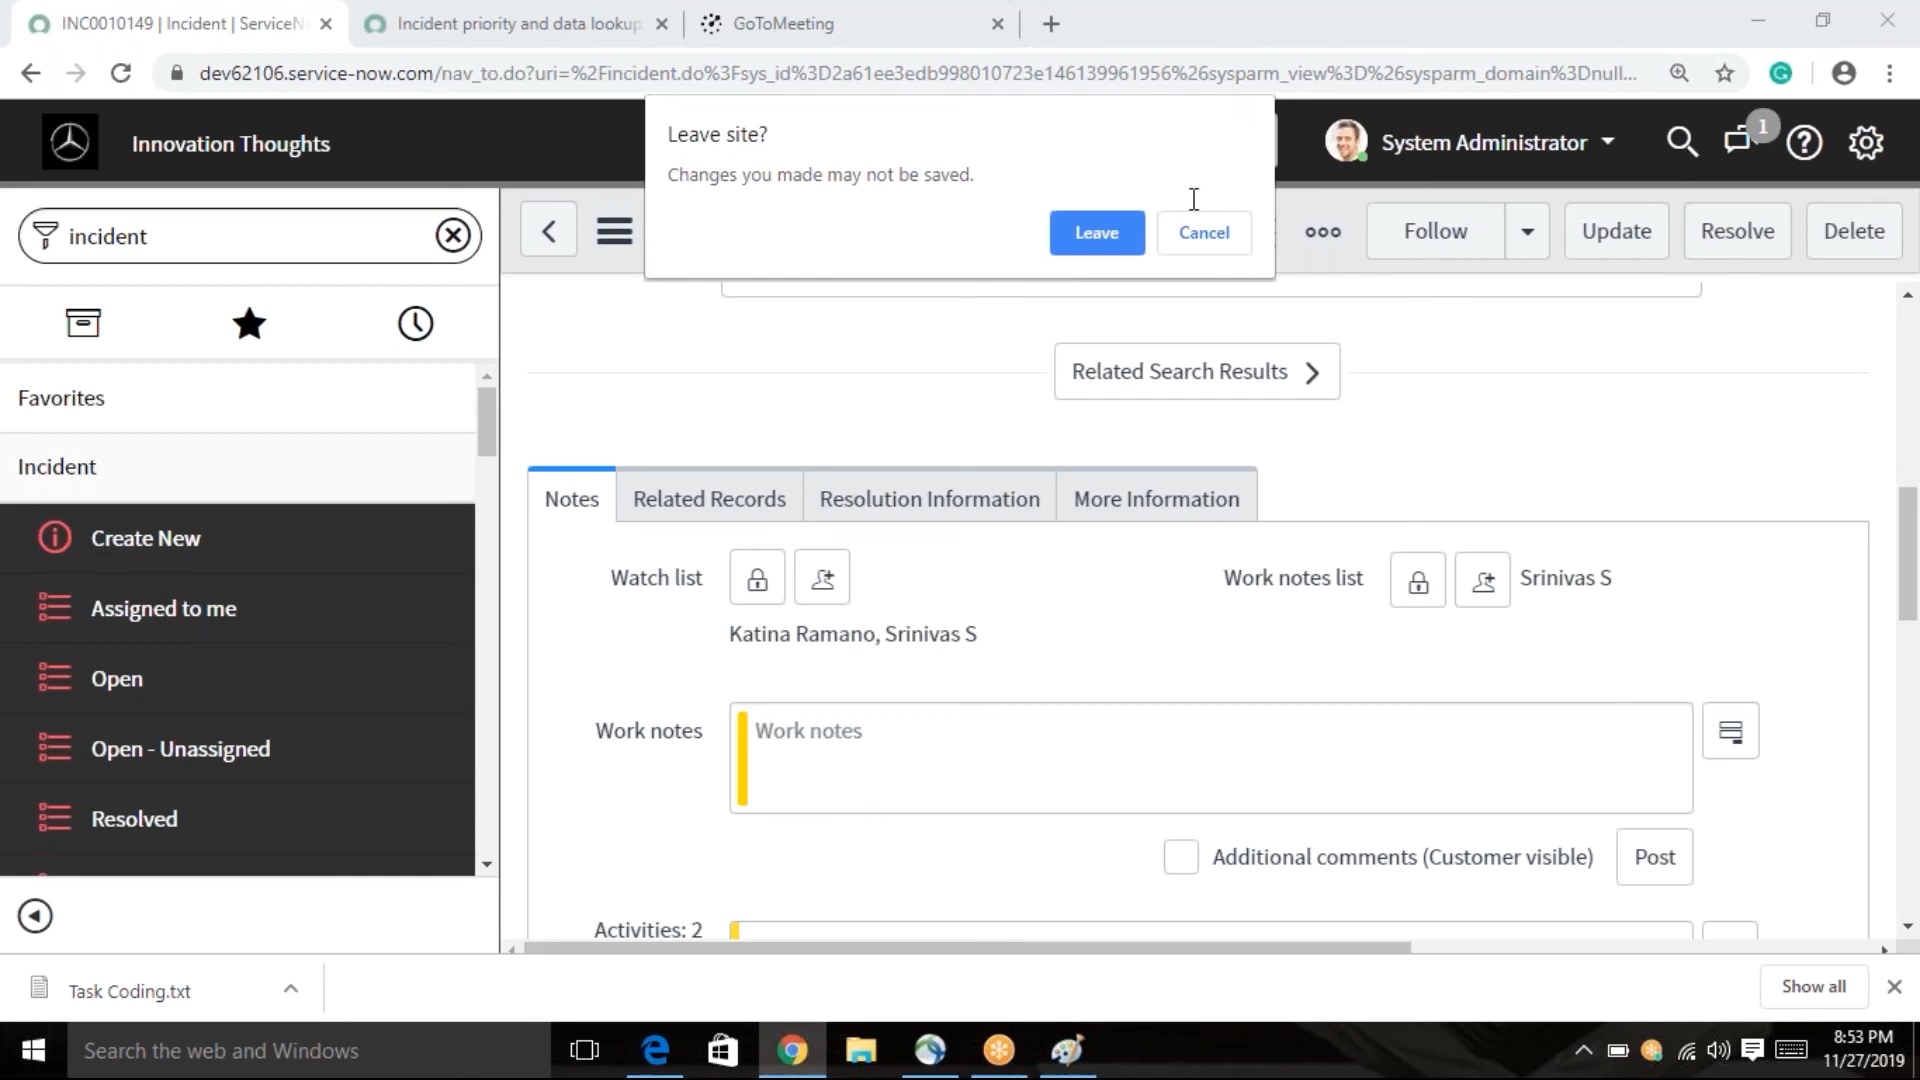 INC0010149 | Incident | ServiceN
Incident priority and data lookup
GoToMeeting
dev62106.service-now.com/nav_to.do?uri=%2Fincident.do%3Fsys_id%3D2a61ee3edb998010723e146139961956%26sysparm_view%3D%26sysparm_domain%3Dnull...
Leave site?
Changes you made may not be saved.
Leave
Cancel
Innovation Thoughts
System Administrator
1
incident
Follow
Update
Resolve
Delete
Related Search Results
Favorites
Incident
Create New
Assigned to me
Open
Open - Unassigned
Resolved
Notes
Related Records
Resolution Information
More Information
Watch list
Katina Ramano, Srinivas S
Work notes list
Srinivas S
Work notes
Work notes
Additional comments (Customer visible)
Post
Activities: 2
Task Coding.txt
Show all
Search the web and Windows
8:53 PM
11/27/2019